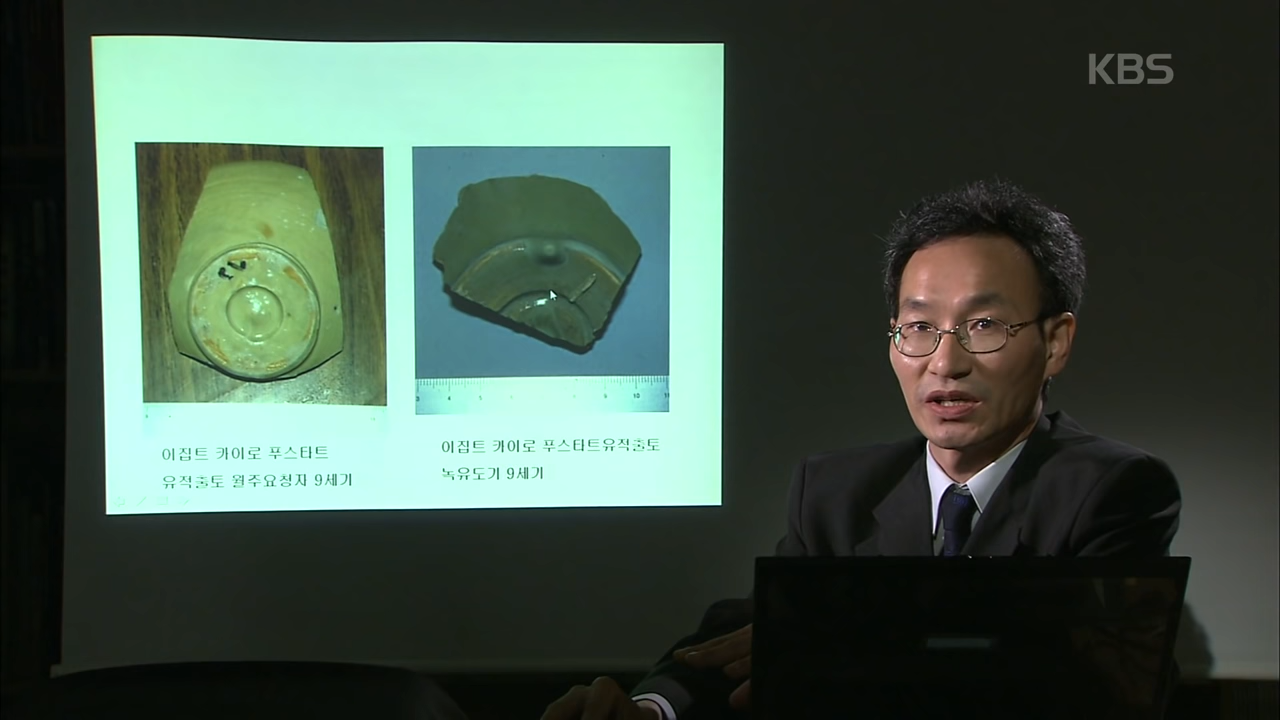 KBS
이집트 카이로 푸스타트
유적출토 월주요청자 9세기
이집트 카이로 푸스타트유적출토
녹유도기 9세기